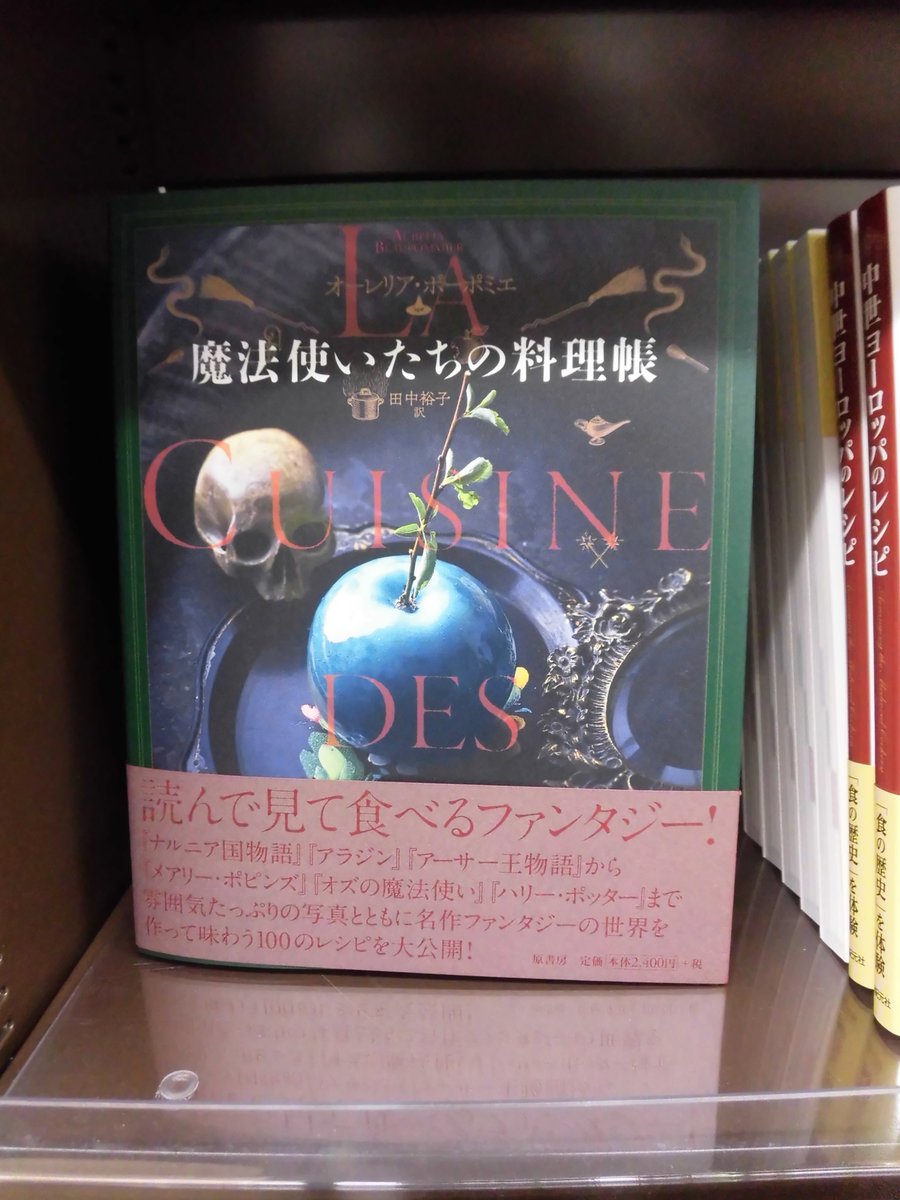 AURÉLIA
BEAUPOMMIER
オーレリア・ボーポミエ
LA
魔法使いたちの料理帳
田中裕子
訳
CUISINE
DES
読んで見て食べるファンタジー!
『ナルニア国物語』『アラジン』『アーサー王物語』から
『メアリー・ポピンズ』『オズの魔法使い』『ハリー・ポッター』まで
雰囲気たっぷりの写真とともに名作ファンタジーの世界を
作って味わう100のレシピを大公開!
原書房 定価 本体2,400円+税
中世ヨーロッパのレシピ
「食の歴史」を体験
中世ヨーロッパのレシピ
「食の歴史」を体験